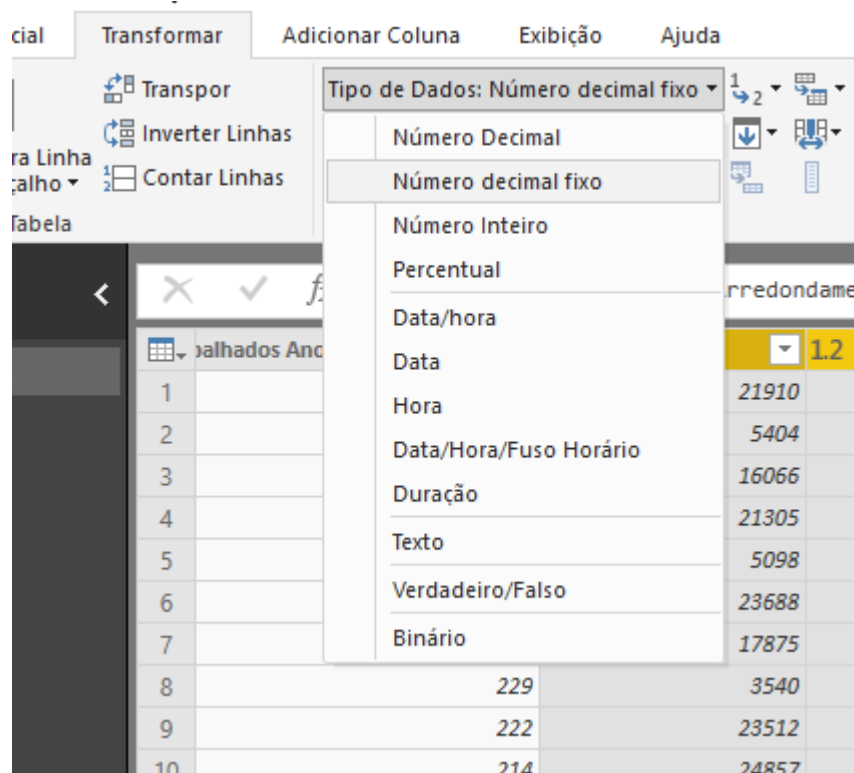 cial Transformar Adicionar Coluna Exibição Ajuda
Transpor
Inverter Linhas
Contar Linhas
ra Linha
çalho
Tabela
Tipo de Dados: Número decimal fixo
Número Decimal
Número decimal fixo
Número Inteiro
Percentual
Data/hora
Data
Hora
Data/Hora/Fuso Horário
Duração
Texto
Verdadeiro/Falso
Binário
rredondame
balhados Ano 1.2
1 21910
2 5404
3 16066
4 21305
5 5098
6 23688
7 17875
8 229 3540
9 222 23512
10 214 24857